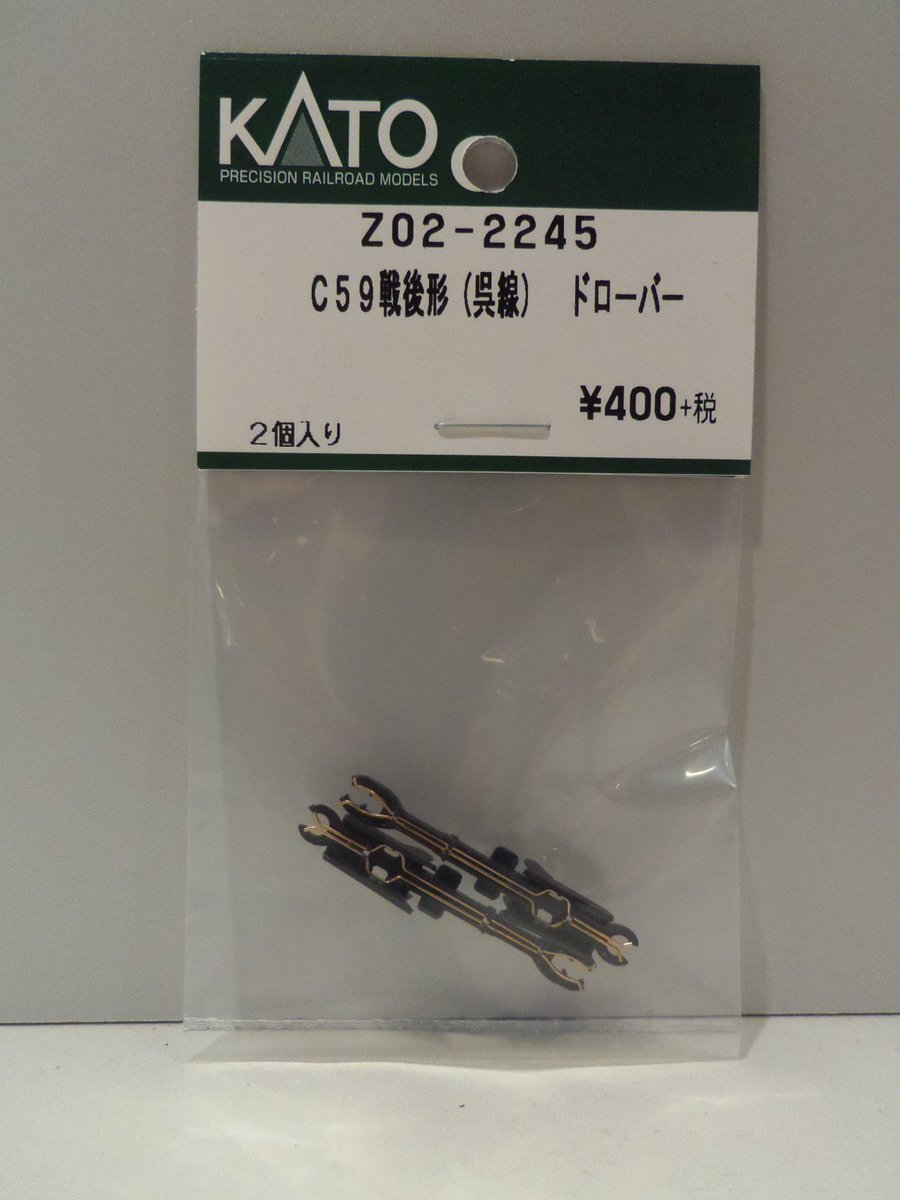 KATO
PRECISION RAILROAD MODELS
Z02-2245
C59戦後形(呉線) ドローバー
¥400+税
2個入り